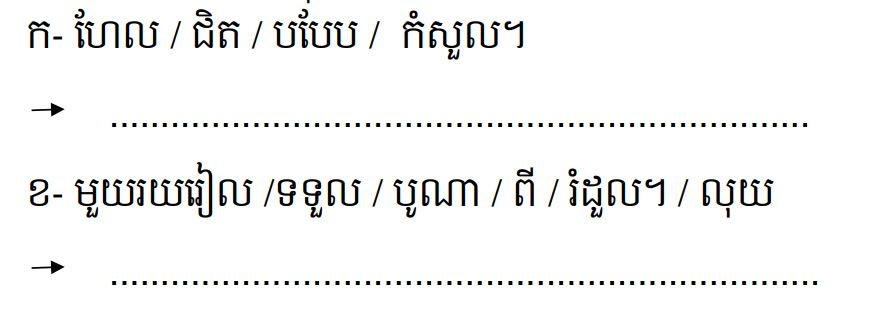 ក- ហែល / ជិត / បបែប / កំសួល។
→ ......................................................................
ខ- មួយរយរៀល /ទទួល / បូណា / ពី / រំដួល។ / លុយ
→ .......................................................................